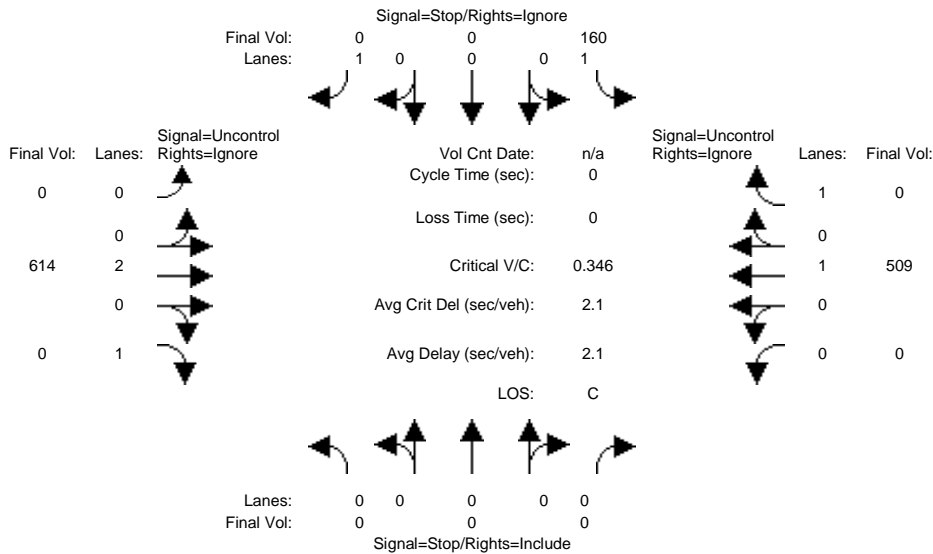 Signal=Stop/Rights=Ignore
Final Vol: 0 0 160
Lanes: 1 0 0 0 1
Signal=Uncontrol
Final Vol: Lanes: Rights=Ignore
Vol Cnt Date: n/a
Signal=Uncontrol
Rights=Ignore Lanes: Final Vol:
Cycle Time (sec): 0
0 0
1 0
Loss Time (sec): 0
0
0
614 2
Critical V/C: 0.346
1 509
0
Avg Crit Del (sec/veh): 2.1
0
0 1
Avg Delay (sec/veh): 2.1
0 0
LOS: C
Lanes: 0 0 0 0 0
Final Vol: 0 0 0
Signal=Stop/Rights=Include